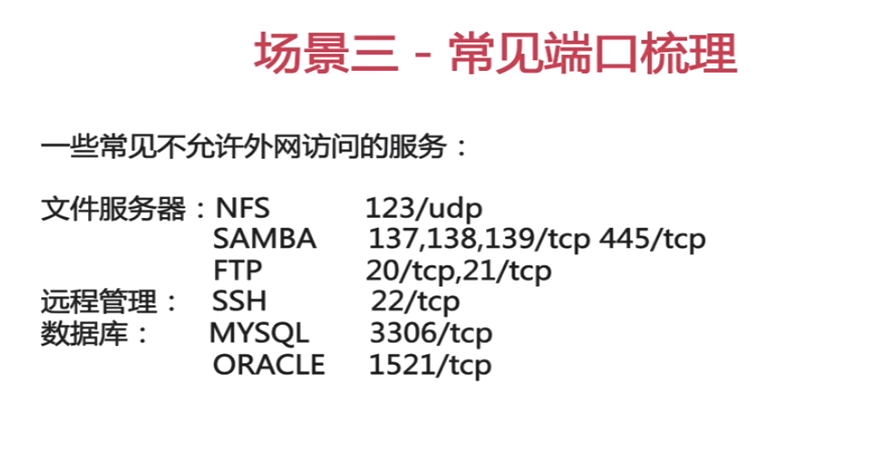 场景三 - 常见端口梳理
一些常见不允许外网访问的服务：
文件服务器：NFS 123/udp
SAMBA 137,138,139/tcp 445/tcp
FTP 20/tcp,21/tcp
远程管理： SSH 22/tcp
数据库： MYSQL 3306/tcp
ORACLE 1521/tcp